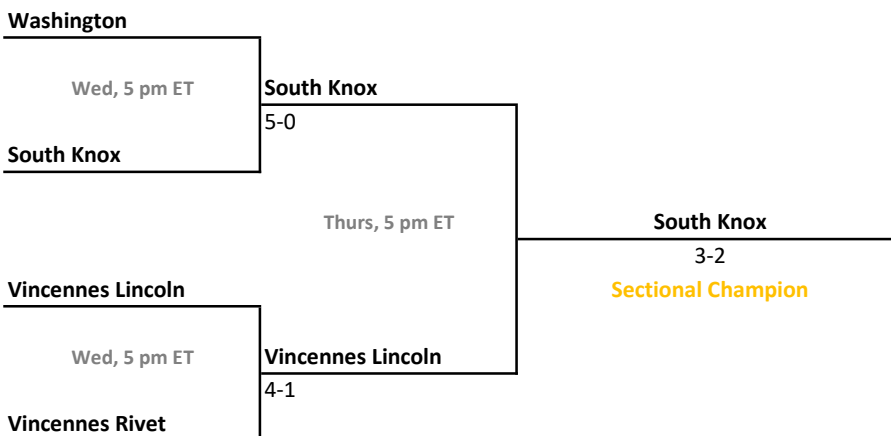 Washington
Wed, 5 pm ET
South Knox
5-0
South Knox
Thurs, 5 pm ET
South Knox
3-2
Sectional Champion
Vincennes Lincoln
Wed, 5 pm ET
Vincennes Lincoln
4-1
Vincennes Rivet